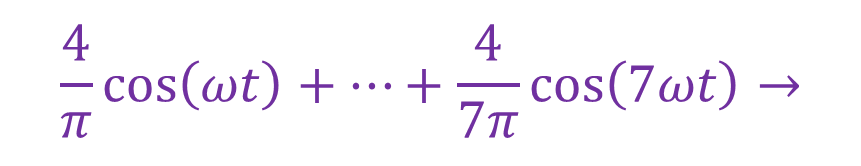 4/π cos(ωt) + ⋯ + 4/7π cos(7ωt) →